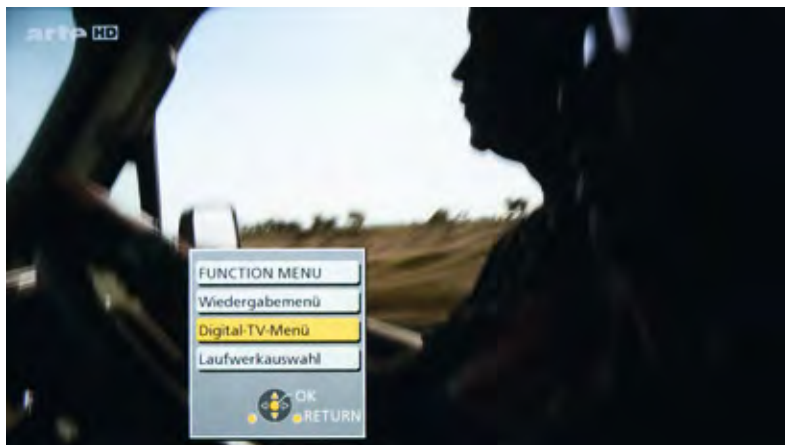 arte HD
FUNCTION MENU
Wiedergabemenü
Digital-TV-Menü
Laufwerkauswahl
OK
RETURN